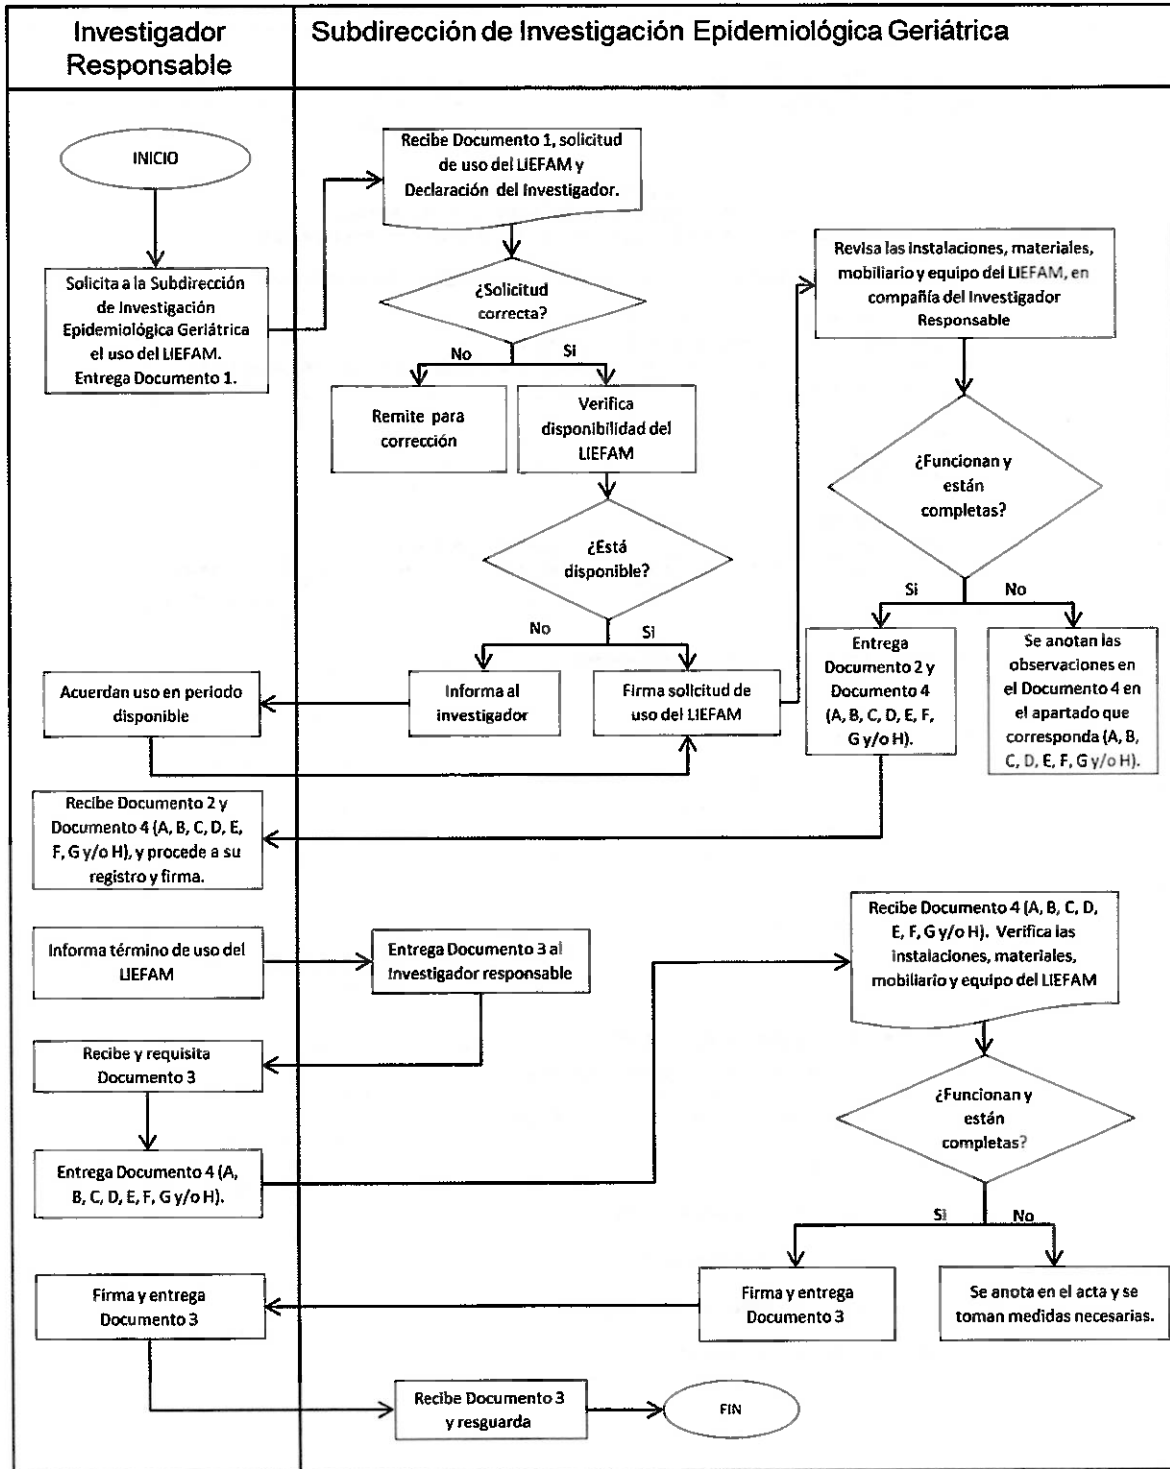 Investigador
Responsable
Subdirección de Investigación Epidemiológica Geriátrica
INICIO
Solicita a la Subdirección
de Investigación
Epidemiológica Geriátrica
el uso del LIEFAM.
Entrega Documento 1.
Recibe Documento 1, solicitud
de uso del LIEFAM y
Declaración del Investigador.
¿Solicitud
correcta?
No
Si
Remite para
corrección
Verifica
disponibilidad del
LIEFAM
¿Está
disponible?
No
Si
Informa al
investigador
Firma solicitud de
uso del LIEFAM
Acuerdan uso en periodo
disponible
Revisa las instalaciones, materiales,
mobiliario y equipo del LIEFAM, en
compañía del Investigador
Responsable
¿Funcionan y
están
completas?
Si
No
Entrega
Documento 2 y
Documento 4
(A, B, C, D, E, F,
G y/o H).
Se anotan las
observaciones en
el Documento 4 en
el apartado que
corresponda (A, B,
C, D, E, F, G y/o H).
Recibe Documento 2 y
Documento 4 (A, B, C, D, E,
F, G y/o H), y procede a su
registro y firma.
Informa término de uso del
LIEFAM
Entrega Documento 3 al
Investigador responsable
Recibe y requisita
Documento 3
Entrega Documento 4 (A,
B, C, D, E, F, G y/o H).
Recibe Documento 4 (A, B, C, D,
E, F, G y/o H). Verifica las
instalaciones, materiales,
mobiliario y equipo del LIEFAM
¿Funcionan y
están
completas?
Si
No
Firma y entrega
Documento 3
Se anota en el acta y se
toman medidas necesarias.
Firma y entrega
Documento 3
Recibe Documento 3
y resguarda
FIN